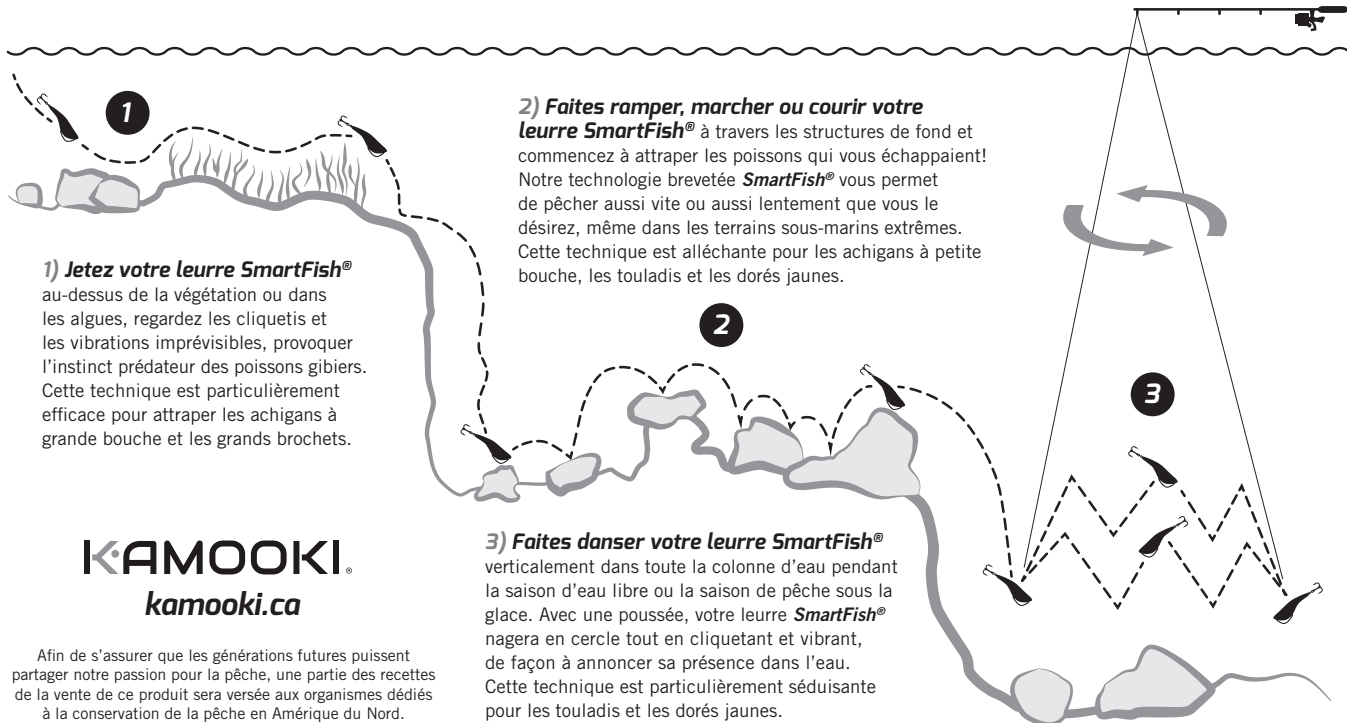 1
1) Jetez votre leurre SmartFish®
au-dessus de la végétation ou dans
les algues, regardez les cliquetis et
les vibrations imprévisibles, provoquer
l’instinct prédateur des poissons gibiers.
Cette technique est particulièrement
efficace pour attraper les achigans à
grande bouche et les grands brochets.
2) Faites ramper, marcher ou courir votre
leurre SmartFish® à travers les structures de fond et
commencez à attraper les poissons qui vous échappaient!
Notre technologie brevetée SmartFish® vous permet
de pêcher aussi vite ou aussi lentement que vous le
désirez, même dans les terrains sous-marins extrêmes.
Cette technique est alléchante pour les achigans à petite
bouche, les touladis et les dorés jaunes.
2
3
3) Faites danser votre leurre SmartFish®
verticalement dans toute la colonne d’eau pendant
la saison d’eau libre ou la saison de pêche sous la
glace. Avec une poussée, votre leurre SmartFish®
nagera en cercle tout en cliquetant et vibrant,
de façon à annoncer sa présence dans l’eau.
Cette technique est particulièrement séduisante
pour les touladis et les dorés jaunes.
KAMOOKI®
kamooki.ca
Afin de s’assurer que les générations futures puissent
partager notre passion pour la pêche, une partie des recettes
de la vente de ce produit sera versée aux organismes dédiés
à la conservation de la pêche en Amérique du Nord.